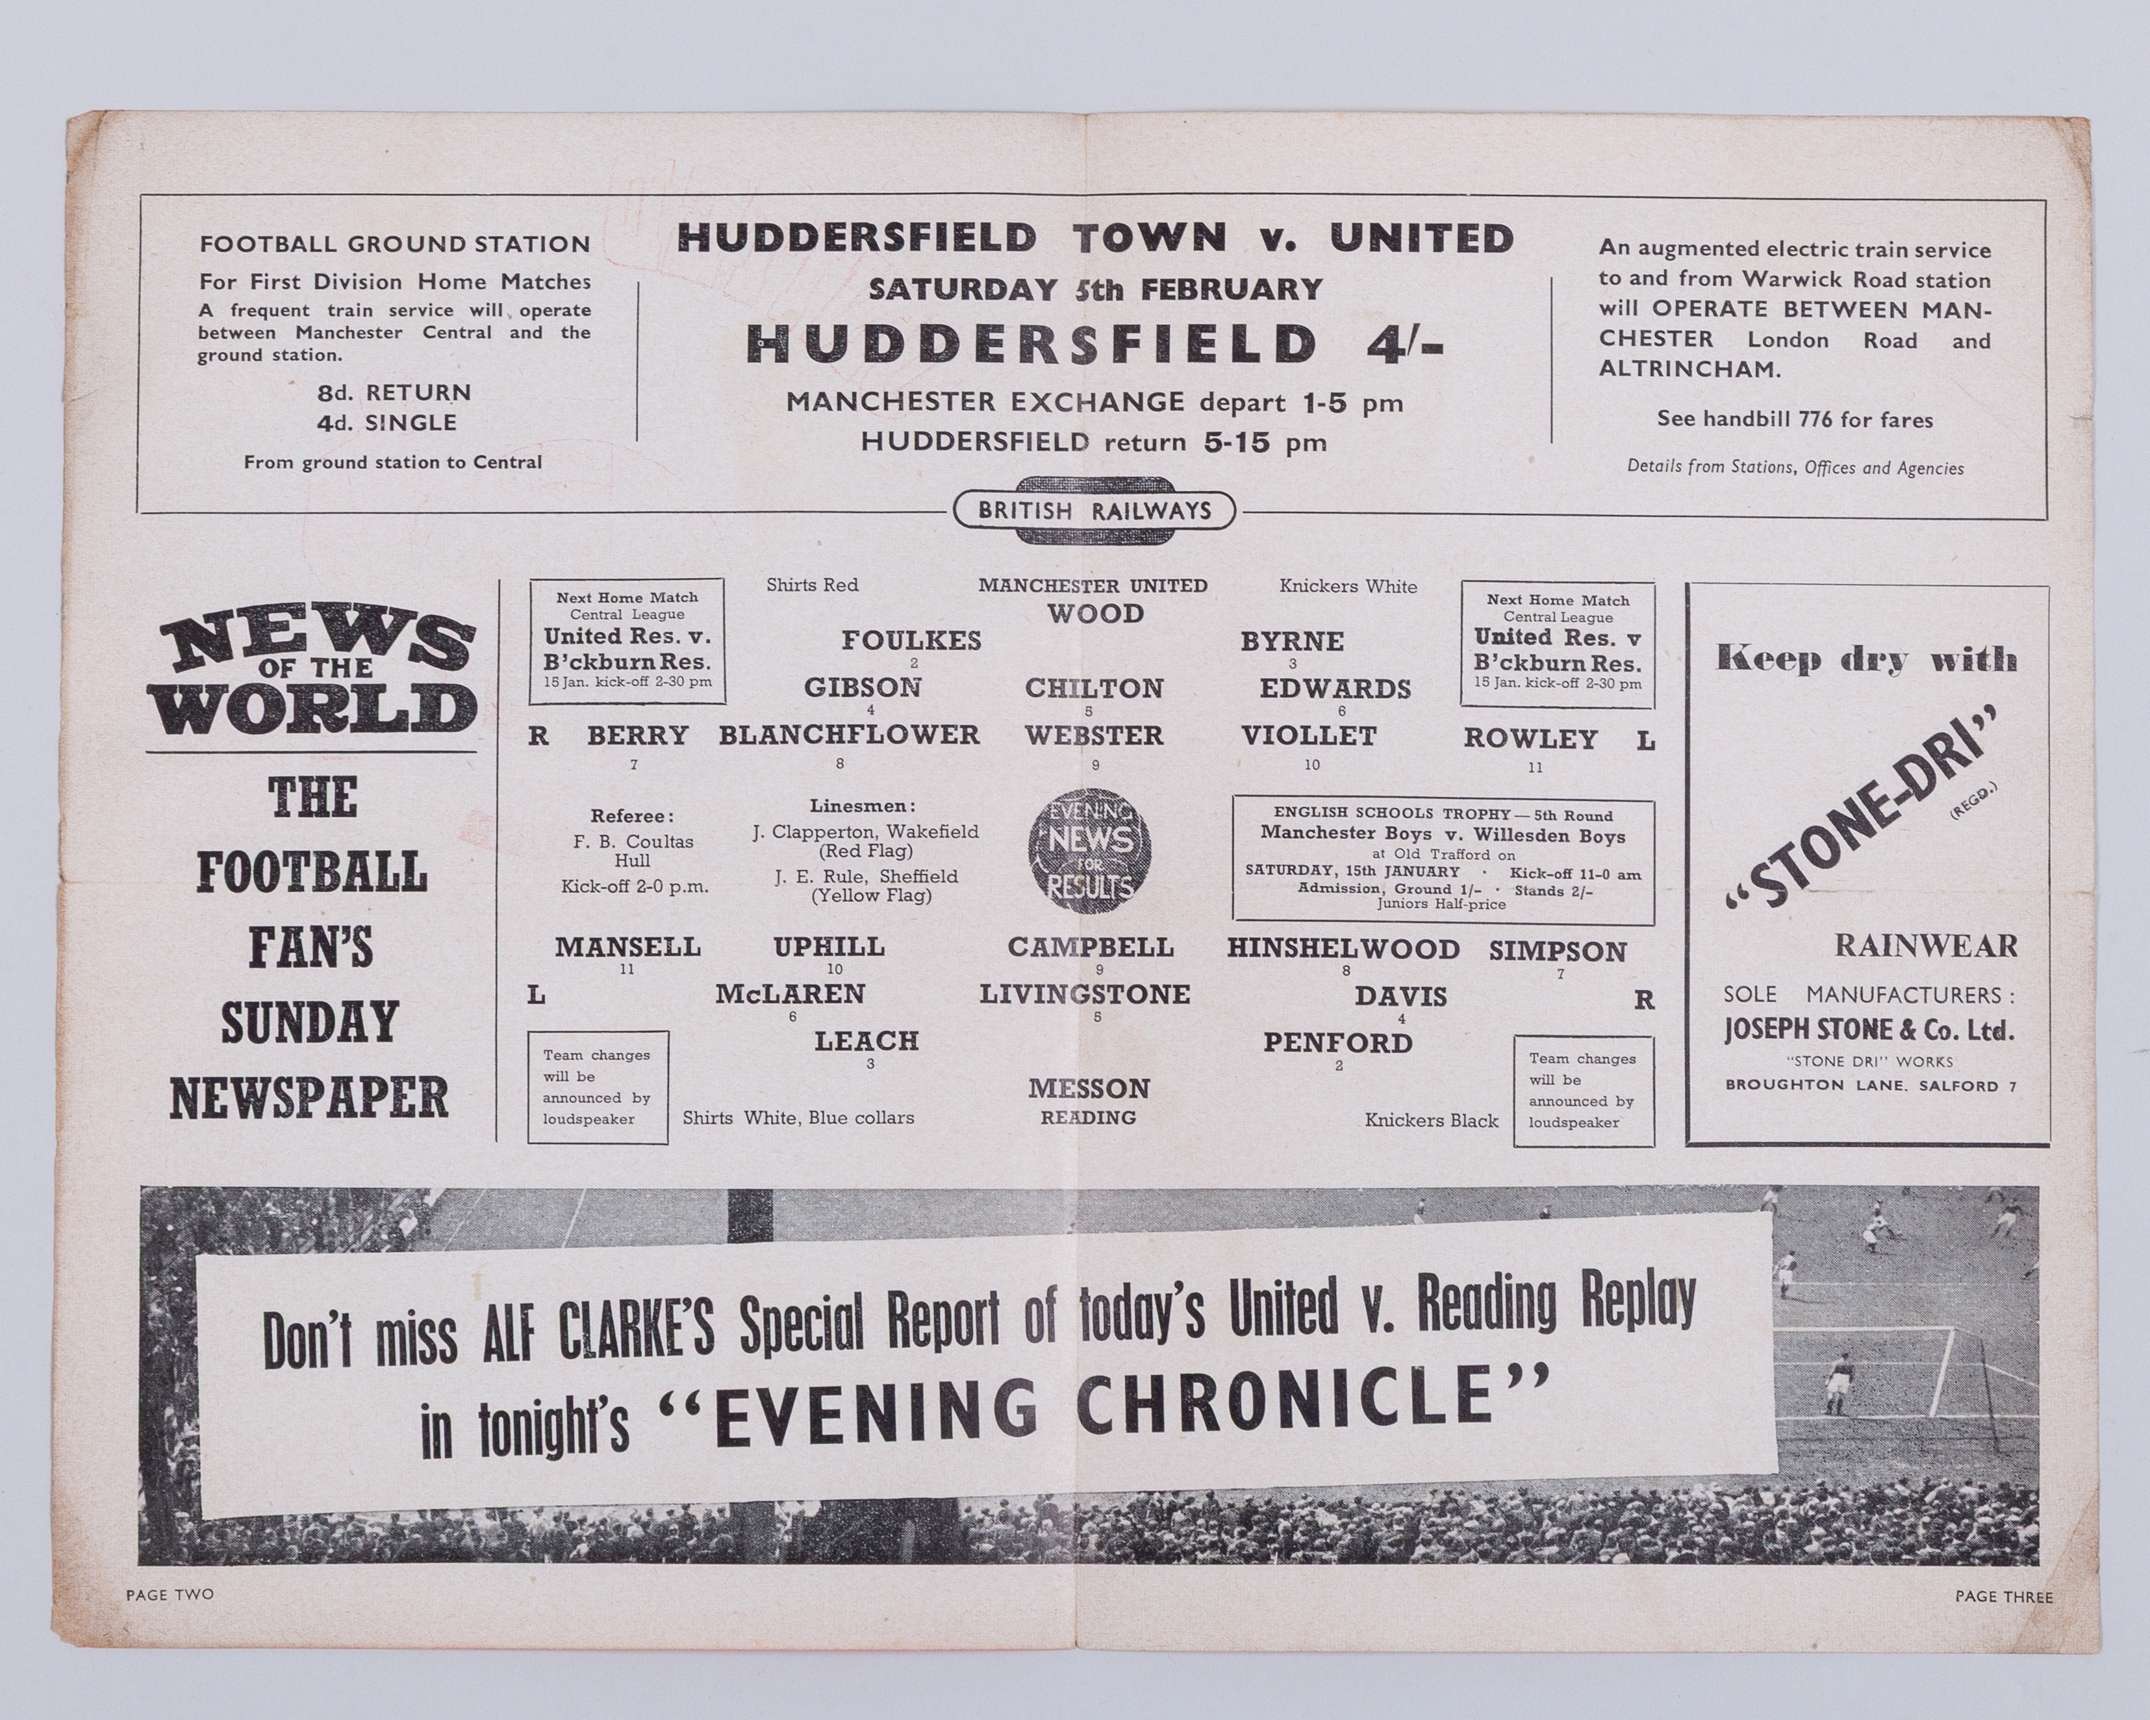 FOOTBALL GROUND STATION
For First Division Home Matches
A frequent train service will operate
between Manchester Central and the
ground station.
8d. RETURN
4d. SINGLE
From ground station to Central
HUDDERSFIELD TOWN v. UNITED
SATURDAY 5th FEBRUARY
HUDDERSFIELD 4/-
MANCHESTER EXCHANGE depart 1-5 pm
HUDDERSFIELD return 5-15 pm
An augmented electric train service
to and from Warwick Road station
will OPERATE BETWEEN MAN-
CHESTER London Road and
ALTRINCHAM.
See handbill 776 for fares
Details from Stations, Offices and Agencies
BRITISH RAILWAYS
NEWS
OF THE
WORLD
THE
FOOTBALL
FAN'S
SUNDAY
NEWSPAPER
Next Home Match
Central League
United Res. v.
B'ckburn Res.
15 Jan. kick-off 2-30 pm
Shirts Red MANCHESTER UNITED Knickers White
WOOD
FOULKES BYRNE
2 3
GIBSON CHILTON EDWARDS
4 5 6
R BERRY BLANCHFLOWER WEBSTER VIOLLET ROWLEY L
7 8 9 10 11
Next Home Match
Central League
United Res. v
B'ckburn Res.
15 Jan. kick-off 2-30 pm
Referee:
F. B. Coultas
Hull
Kick-off 2-0 p.m.
Linesmen:
J. Clapperton, Wakefield
(Red Flag)
J. E. Rule, Sheffield
(Yellow Flag)
EVENING
NEWS
FOR
RESULTS
ENGLISH SCHOOLS TROPHY—5th Round
Manchester Boys v. Willesden Boys
at Old Trafford on
SATURDAY, 15th JANUARY · Kick-off 11-0 am
Admission, Ground 1/- · Stands 2/-
Juniors Half-price
MANSELL UPHILL CAMPBELL HINSHELWOOD SIMPSON
11 10 9 8 7
L McLAREN LIVINGSTONE DAVIS R
6 5 4
LEACH PENFORD
3 2
MESSON
Shirts White, Blue collars READING Knickers Black
Team changes
will be
announced by
loudspeaker
Team changes
will be
announced by
loudspeaker
Keep dry with
"STONE-DRI"
(REGD.)
RAINWEAR
SOLE MANUFACTURERS:
JOSEPH STONE & Co. Ltd.
"STONE DRI" WORKS
BROUGHTON LANE. SALFORD 7
Don't miss ALF CLARKE'S Special Report of today's United v. Reading Replay
in tonight's "EVENING CHRONICLE"
PAGE TWO
PAGE THREE